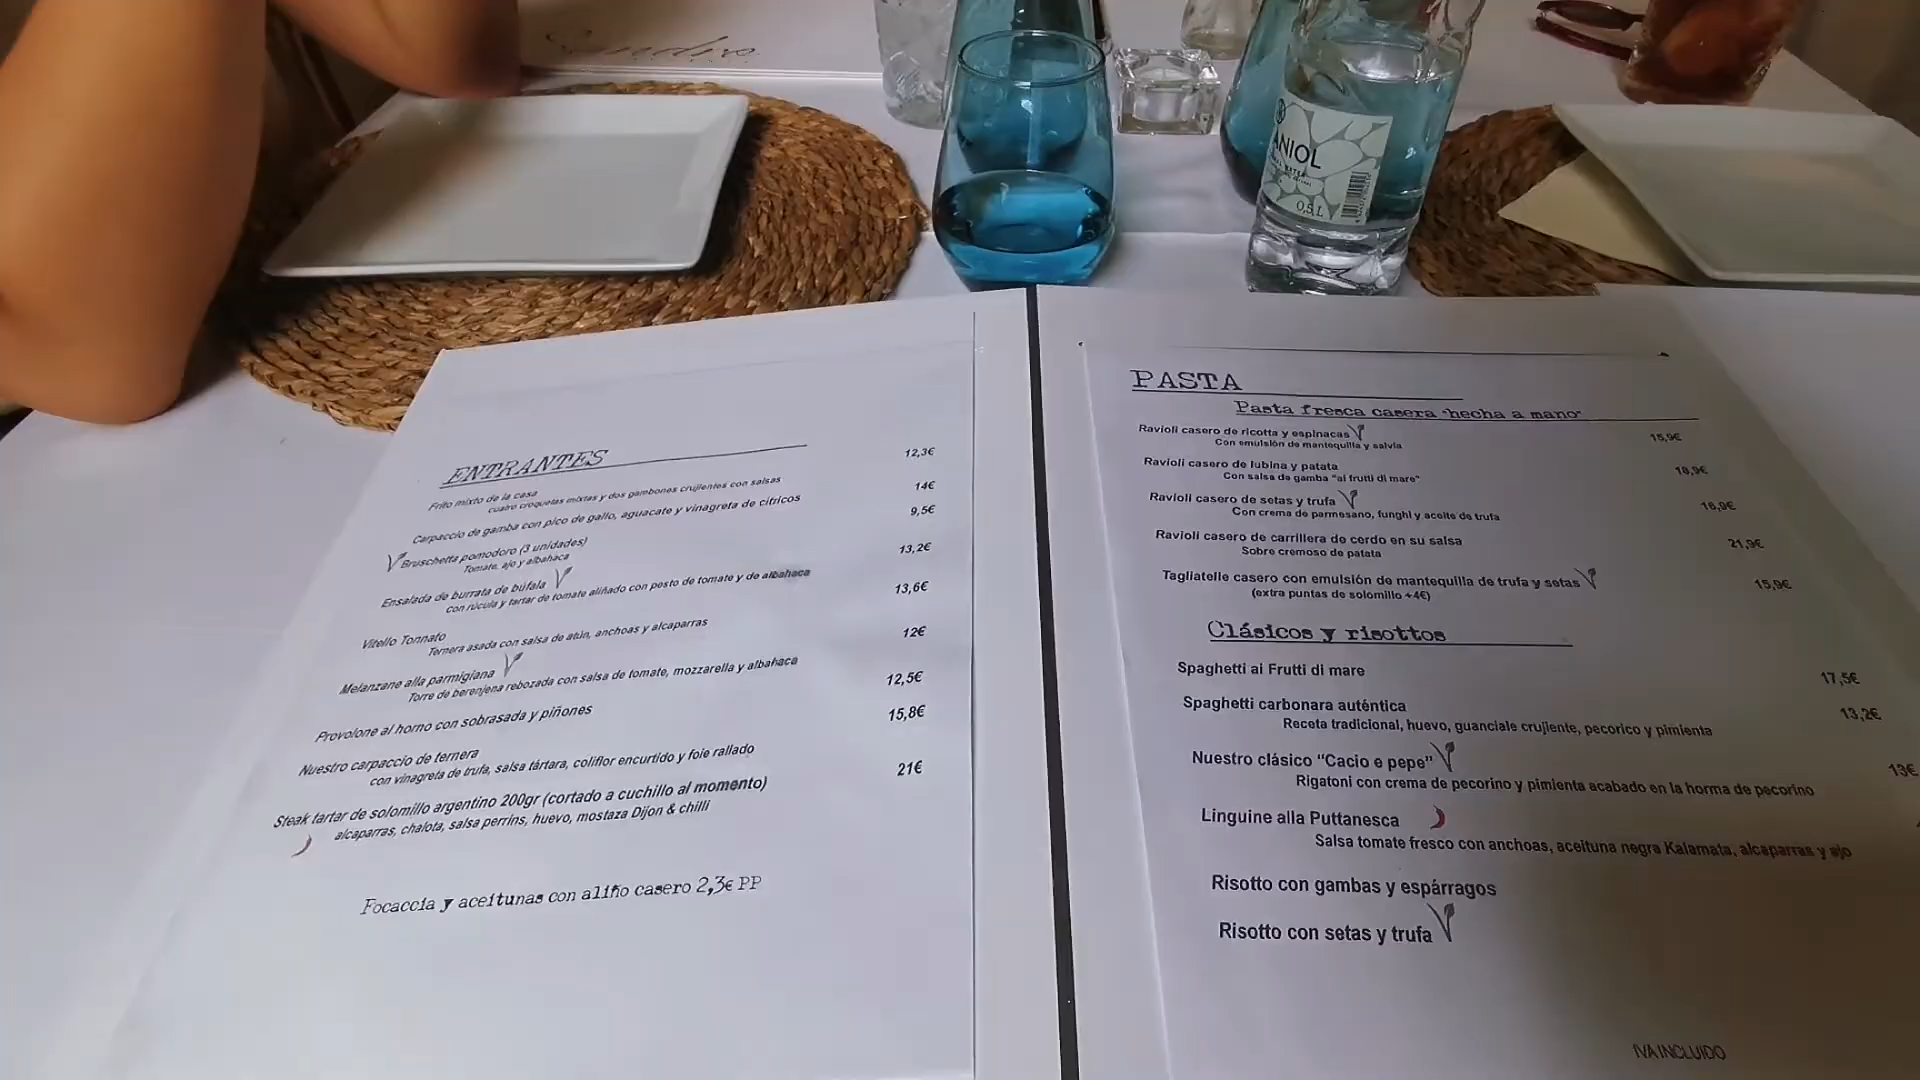 Sandro
ANIOL
0,5 L
ENTRANTES
Frito mixto de la casa 12,3€
cuatro croquetas mixtas y dos gambones crujientes con salsas
Carpaccio de gamba con pico de gallo, aguacate y vinagreta de cítricos 14€
Bruschetta pomodoro (3 unidades) 9,5€
Tomate, ajo y albahaca
Ensalada de burrata de búfala 13,2€
con rúcula y tartar de tomate aliñado con pesto de tomate y de albahaca
Vitello Tonnato 13,6€
Ternera asada con salsa de atún, anchoas y alcaparras
Melanzane alla parmigiana 12€
Torre de berenjena rebozada con salsa de tomate, mozzarella y albahaca
Provolone al horno con sobrasada y piñones 12,5€
Nuestro carpaccio de ternera 15,8€
con vinagreta de trufa, salsa tártara, coliflor encurtido y foie rallado
Steak tartar de solomillo argentino 200gr (cortado a cuchillo al momento) 21€
alcaparras, chalota, salsa perrins, huevo, mostaza Dijon & chilli
Focaccia y aceitunas con aliño casero 2,3€ PP
PASTA
Pasta fresca casera "hecha a mano"
Ravioli casero de ricotta y espinacas 15,9€
Con emulsión de mantequilla y salvia
Ravioli casero de lubina y patata
Con salsa de gamba "ai frutti di mare"
Ravioli casero de setas y trufa
Con crema de parmesano, funghi y aceite de trufa
Ravioli casero de carrillera de cerdo en su salsa 21,9€
Sobre cremoso de patata
Tagliatelle casero con emulsión de mantequilla de trufa y setas 15,9€
(extra puntas de solomillo +4€)
Clásicos y risottos
Spaghetti ai Frutti di mare 17,5€
Spaghetti carbonara auténtica 13,2€
Receta tradicional, huevo, guanciale crujiente, pecorico y pimienta
Nuestro clásico "Cacio e pepe" 13€
Rigatoni con crema de pecorino y pimienta acabado en la horma de pecorino
Linguine alla Puttanesca
Salsa tomate fresco con anchoas, aceituna negra Kalamata, alcaparras y ajo
Risotto con gambas y espárragos
Risotto con setas y trufa
IVA INCLUIDO